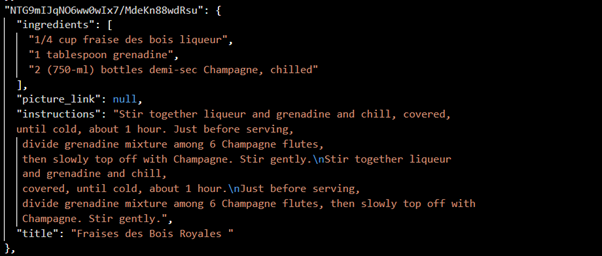 "NTG9mIJqNO6ww0wIx7/MdeKn88wdRsu": {
"ingredients": [
"1/4 cup fraise des bois liqueur",
"1 tablespoon grenadine",
"2 (750-ml) bottles demi-sec Champagne, chilled"
],
"picture_link": null,
"instructions": "Stir together liqueur and grenadine and chill, covered,
until cold, about 1 hour. Just before serving,
divide grenadine mixture among 6 Champagne flutes,
then slowly top off with Champagne. Stir gently.\nStir together liqueur
and grenadine and chill,
covered, until cold, about 1 hour.\nJust before serving,
divide grenadine mixture among 6 Champagne flutes, then slowly top off with
Champagne. Stir gently.",
"title": "Fraises des Bois Royales "
},